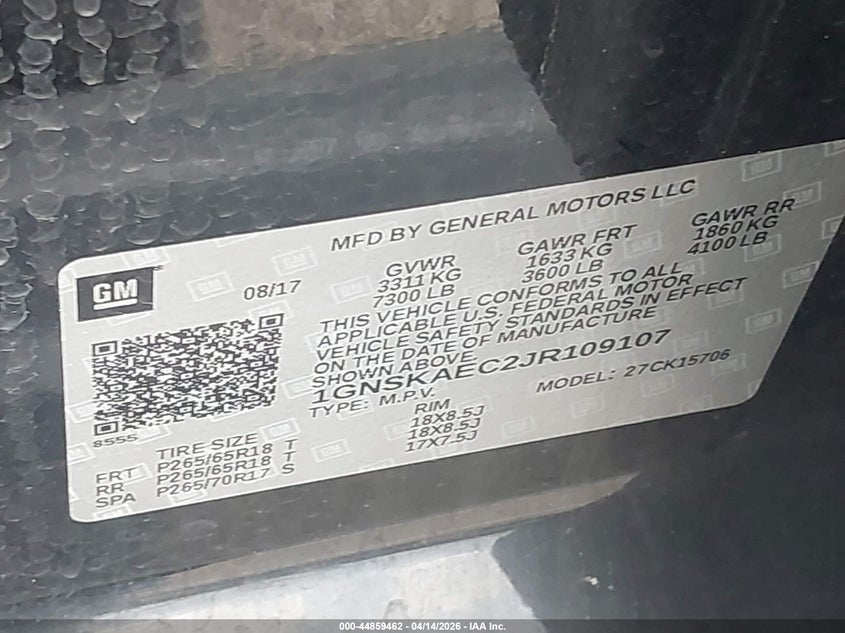 MFD BY GENERAL MOTORS LLC
GM
08/17
GVWR
3311 KG
7300 LB
GAWR FRT
1633 KG
3600 LB
GAWR RR
1860 KG
4100 LB
THIS VEHICLE CONFORMS TO ALL
APPLICABLE U.S. FEDERAL MOTOR
VEHICLE SAFETY STANDARDS IN EFFECT
ON THE DATE OF MANUFACTURE
SHOWN ABOVE.
1GNSKAEC2JR109107
TYPE: M.P.V.
MODEL: 27CK15706
8555
TIRE SIZE
RIM
FRT P265/65R18 T 18X8.5J
RR P265/65R18 T 18X8.5J
SPA P265/70R17 S 17X7.5J
000-44859462 - 04/14/2026 - IAA Inc.